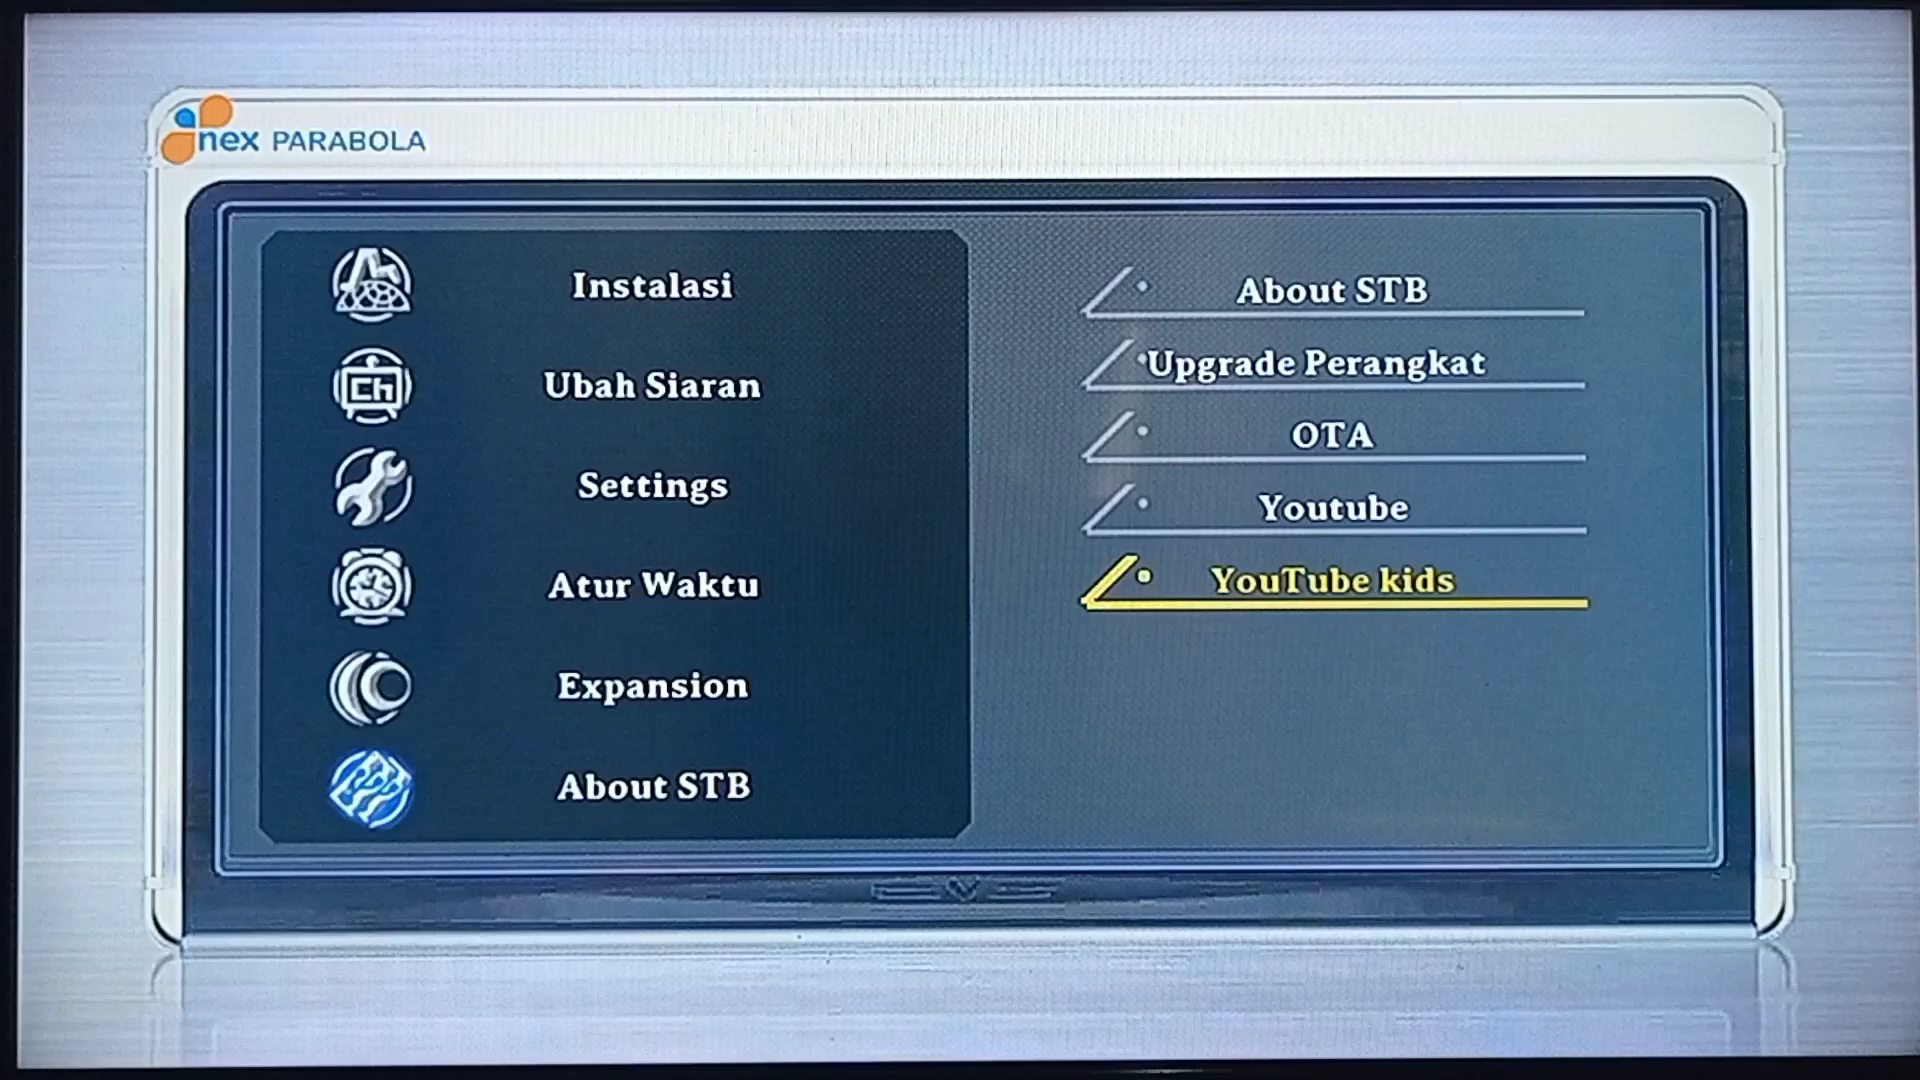 nex PARABOLA
Instalasi
Ch
Ubah Siaran
Settings
Atur Waktu
Expansion
About STB
About STB
Upgrade Perangkat
OTA
Youtube
YouTube kids